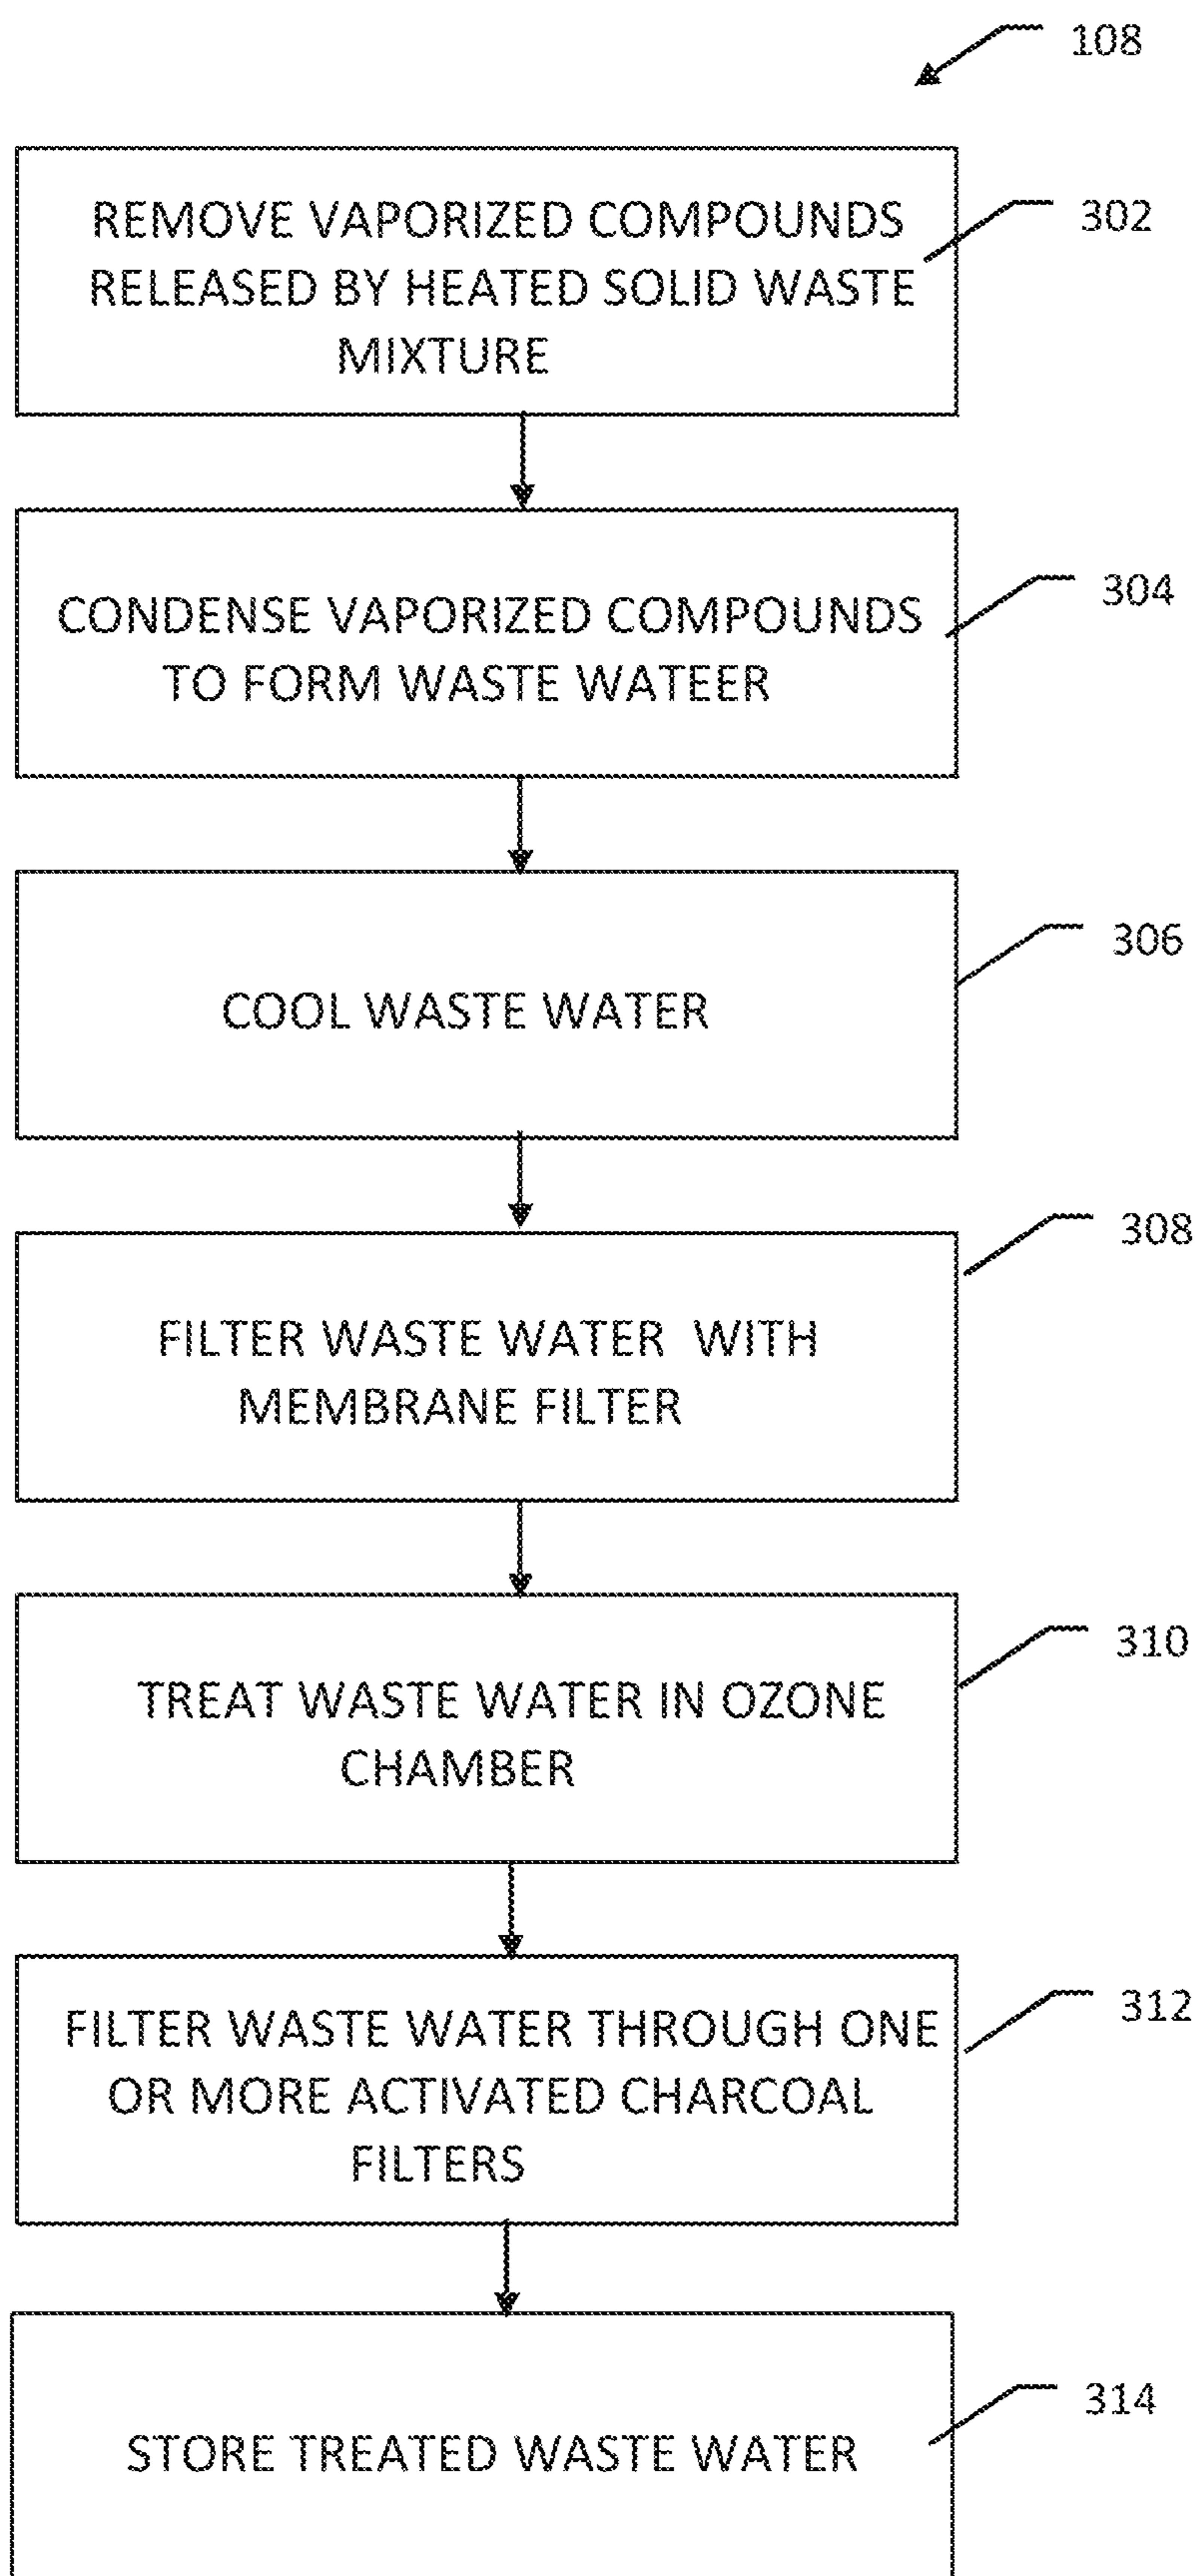 108
REMOVE VAPORIZED COMPOUNDS
RELEASED BY HEATED SOLID WASTE
MIXTURE
302
CONDENSE VAPORIZED COMPOUNDS
TO FORM WASTE WATEER
304
COOL WASTE WATER
306
FILTER WASTE WATER WITH
MEMBRANE FILTER
308
TREAT WASTE WATER IN OZONE
CHAMBER
310
FILTER WASTE WATER THROUGH ONE
OR MORE ACTIVATED CHARCOAL
FILTERS
312
STORE TREATED WASTE WATER
314